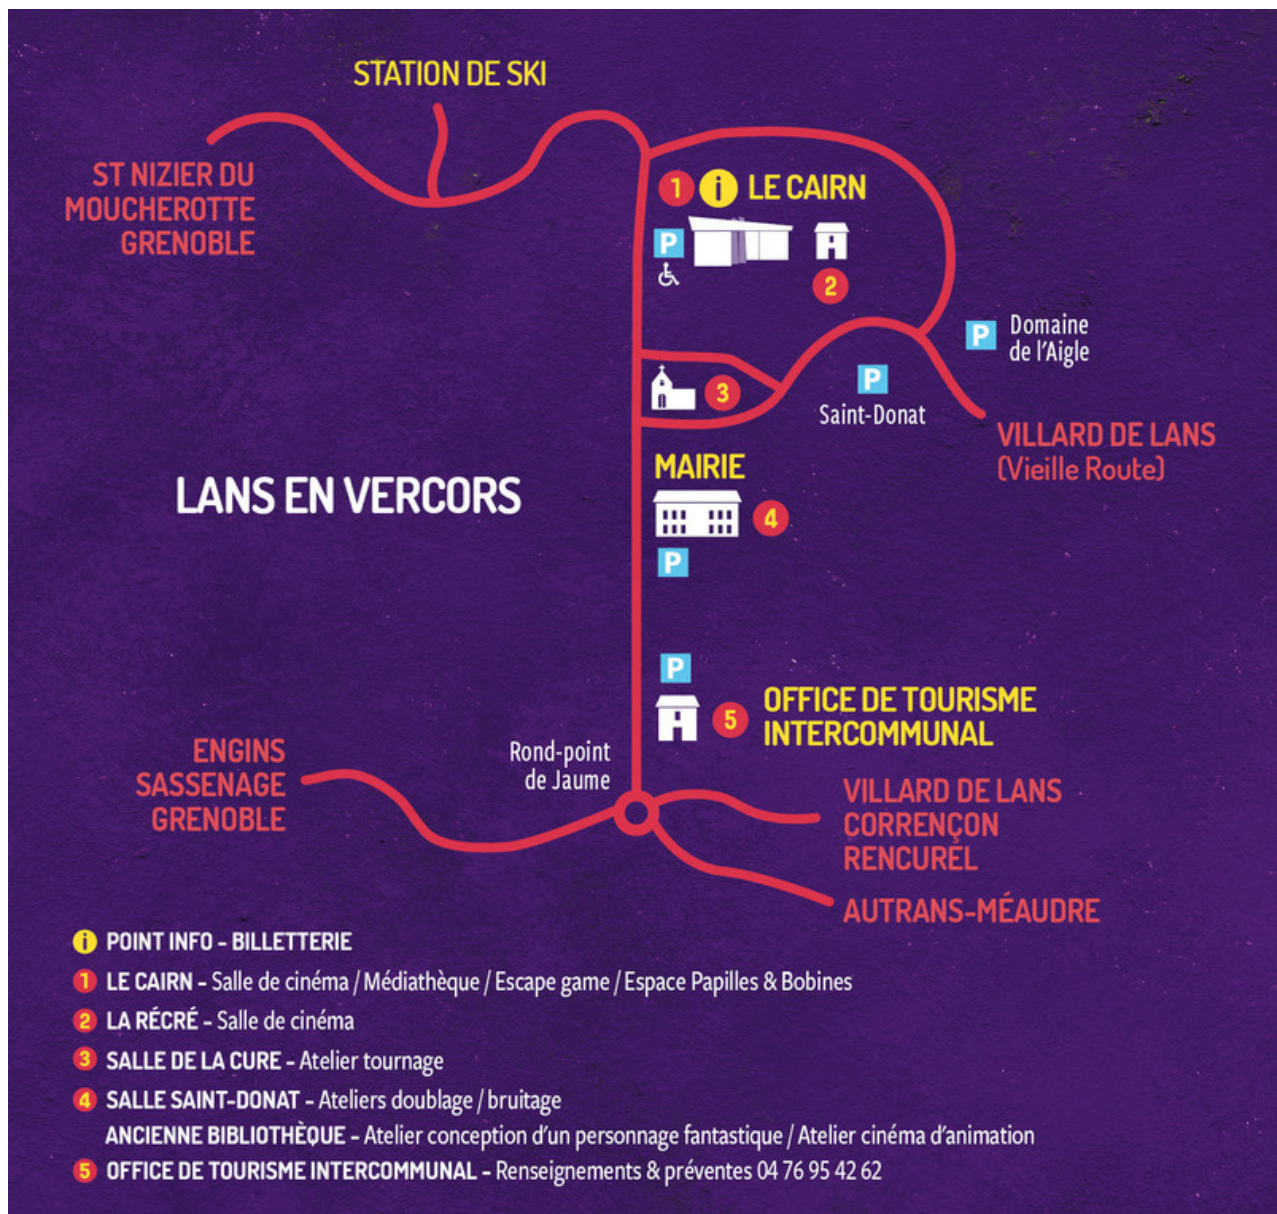 STATION DE SKI
ST NIZIER DU
MOUCHEROTTE
GRENOBLE
1 i LE CAIRN
P
2
P Domaine
de l'Aigle
3
P
Saint-Donat
VILLARD DE LANS
(Vieille Route)
MAIRIE
LANS EN VERCORS
4
P
P
5 OFFICE DE TOURISME
INTERCOMMUNAL
Rond-point
de Jaume
ENGINS
SASSENAGE
GRENOBLE
VILLARD DE LANS
CORRENÇON
RENCUREL
AUTRANS-MÉAUDRE
i POINT INFO - BILLETTERIE
1 LE CAIRN - Salle de cinéma / Médiathèque / Escape game / Espace Papilles & Bobines
2 LA RÉCRÉ - Salle de cinéma
3 SALLE DE LA CURE - Atelier tournage
4 SALLE SAINT-DONAT - Ateliers doublage / bruitage
ANCIENNE BIBLIOTHÈQUE - Atelier conception d'un personnage fantastique / Atelier cinéma d'animation
5 OFFICE DE TOURISME INTERCOMMUNAL - Renseignements & préventes 04 76 95 42 62